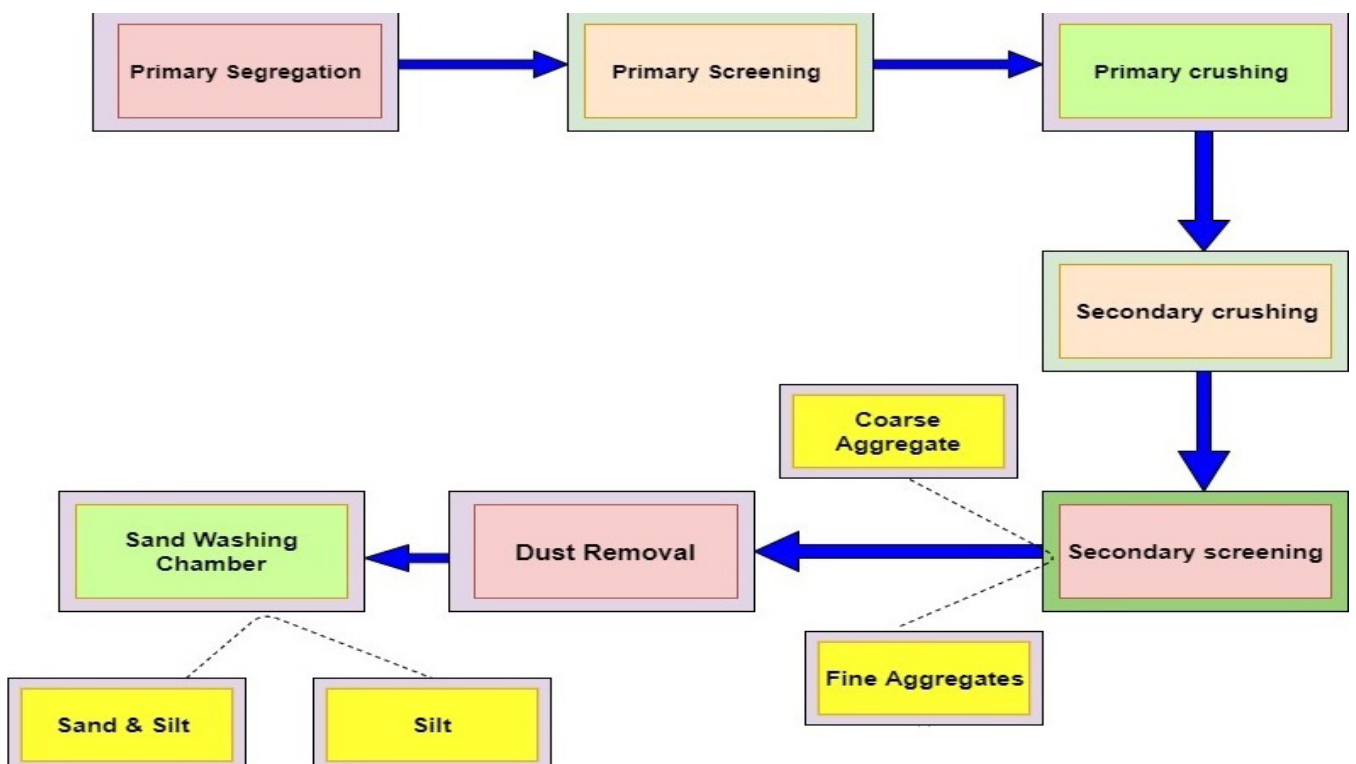 Primary Segregation
Primary Screening
Primary crushing
Secondary crushing
Coarse
Aggregate
Secondary screening
Dust Removal
Sand Washing
Chamber
Fine Aggregates
Sand & Silt
Silt